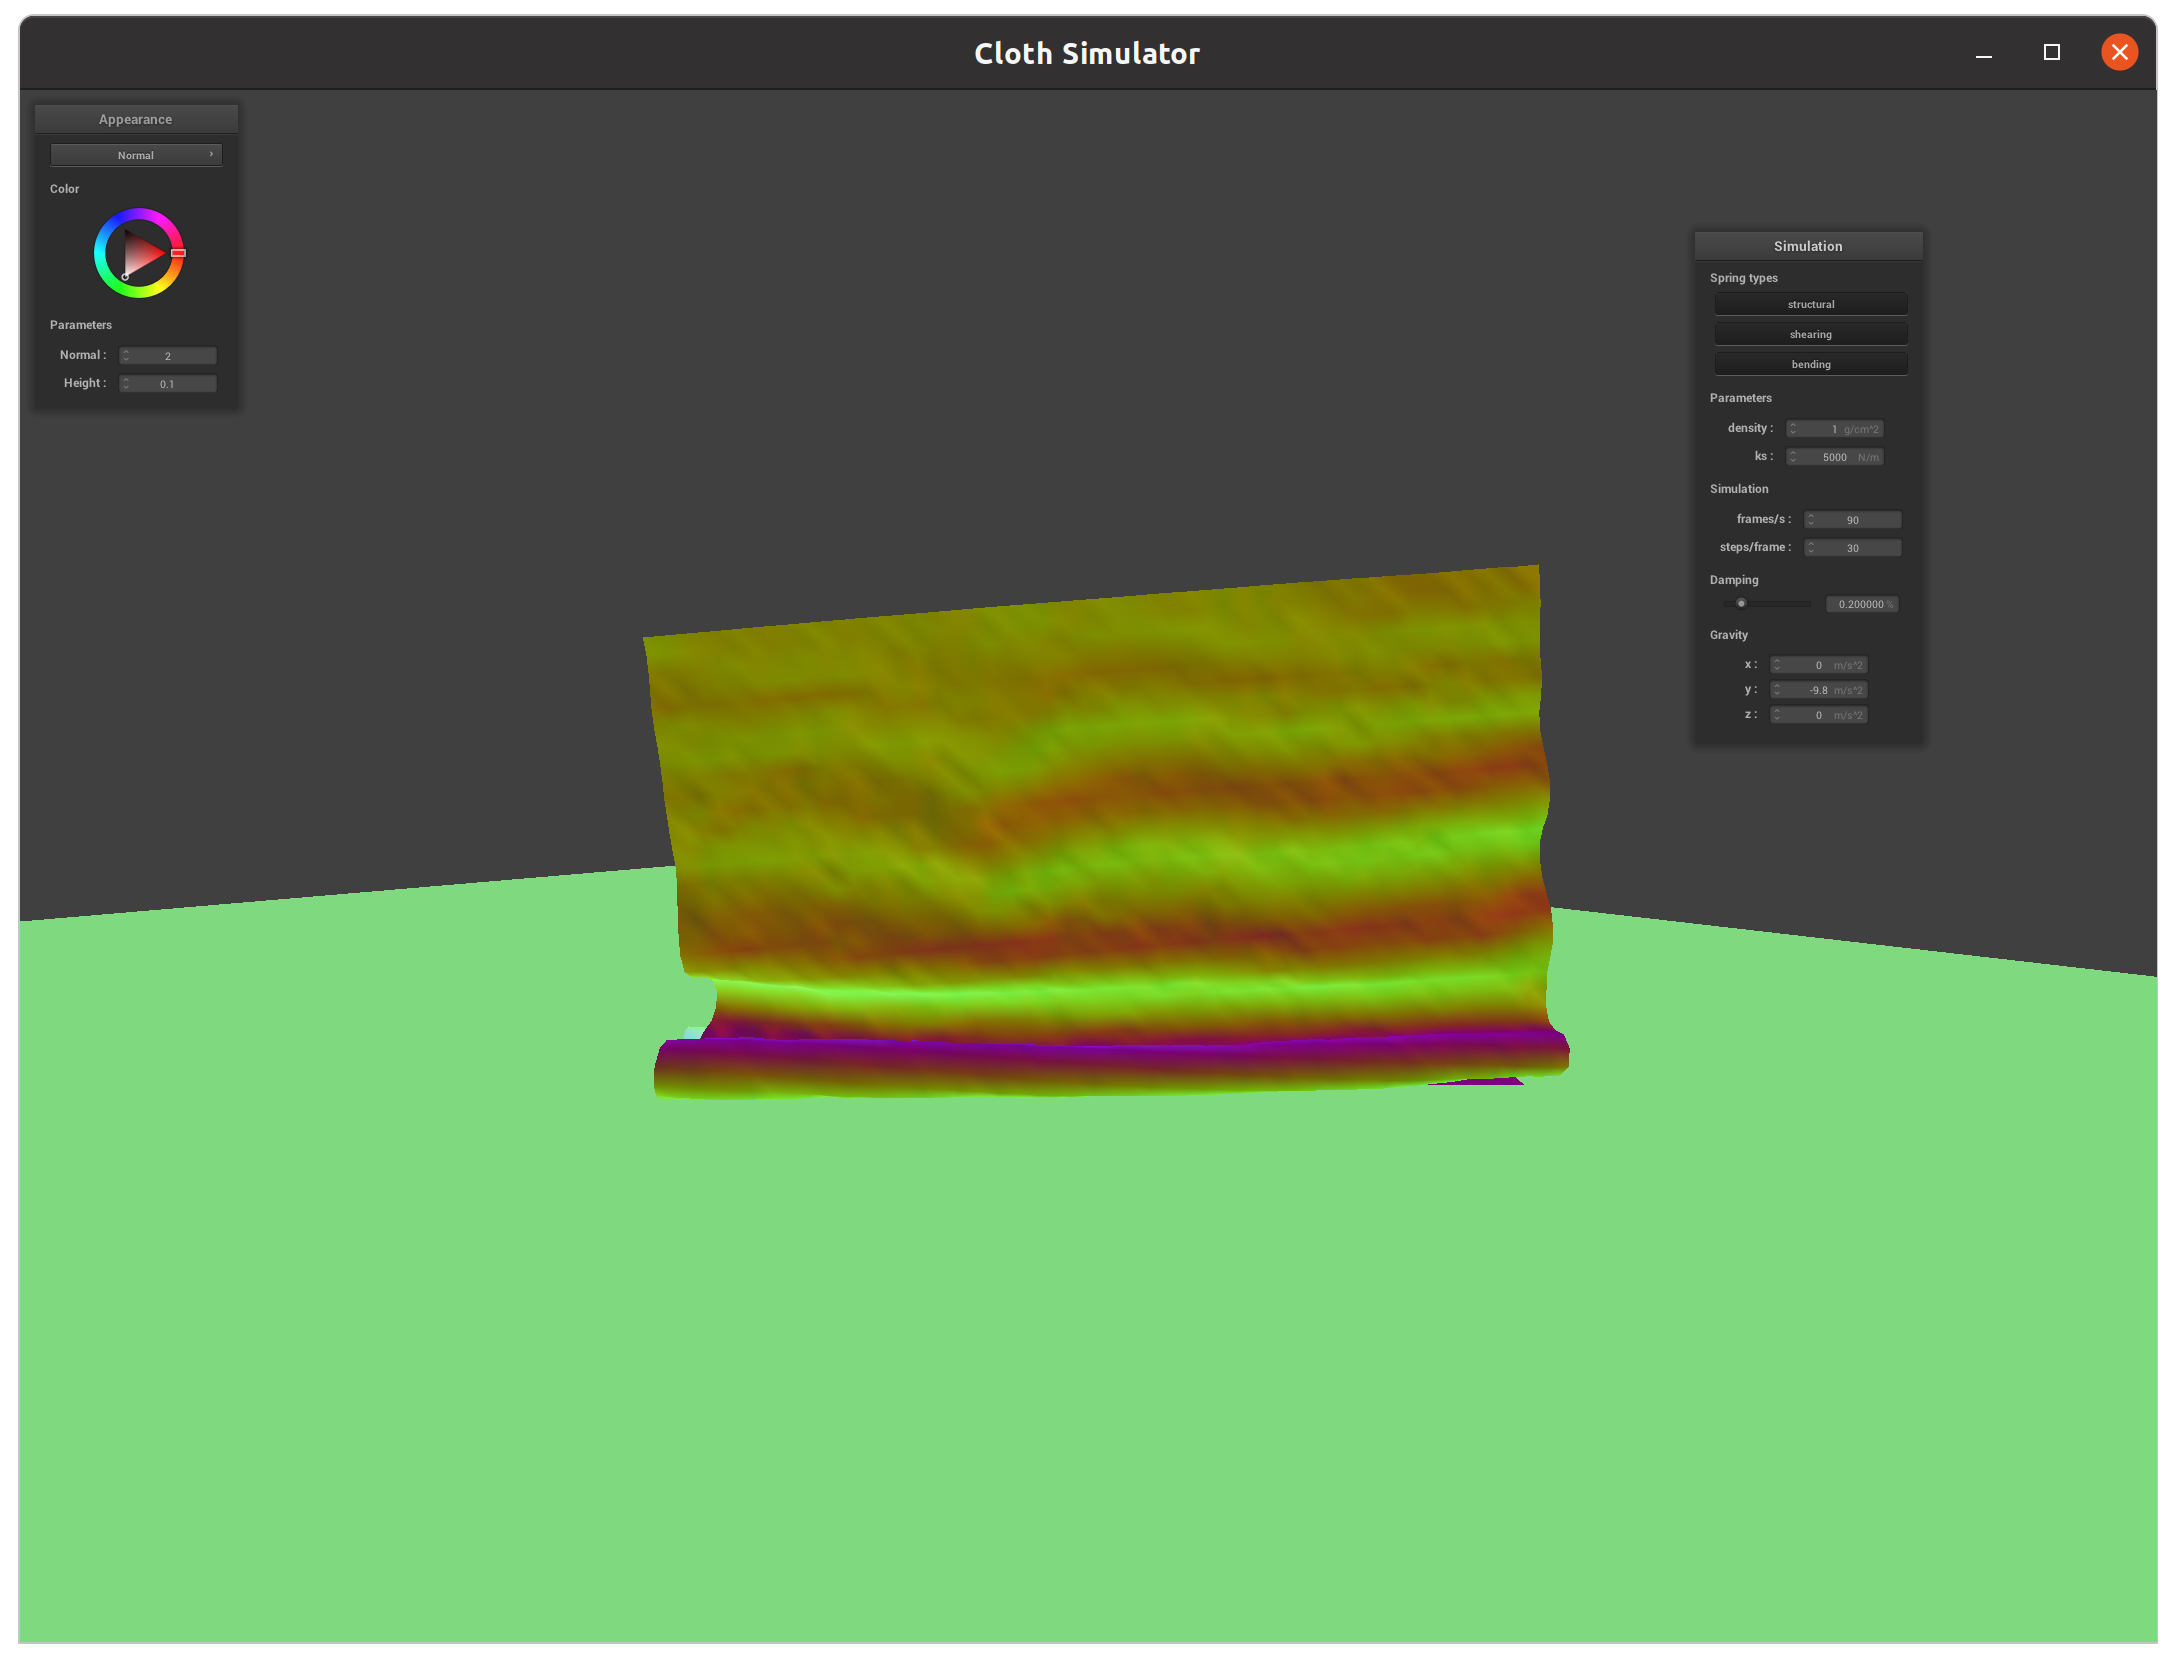 Cloth Simulator
Appearance
Normal
Color
Parameters
Normal : 2
Height : 0.1
Simulation
Spring types
structural
shearing
bending
Parameters
density : 1 g/cm^2
ks : 5000 N/m
Simulation
frames/s : 90
steps/frame : 30
Damping
0.200000 %
Gravity
x : 0 m/s^2
y : -9.8 m/s^2
z : 0 m/s^2